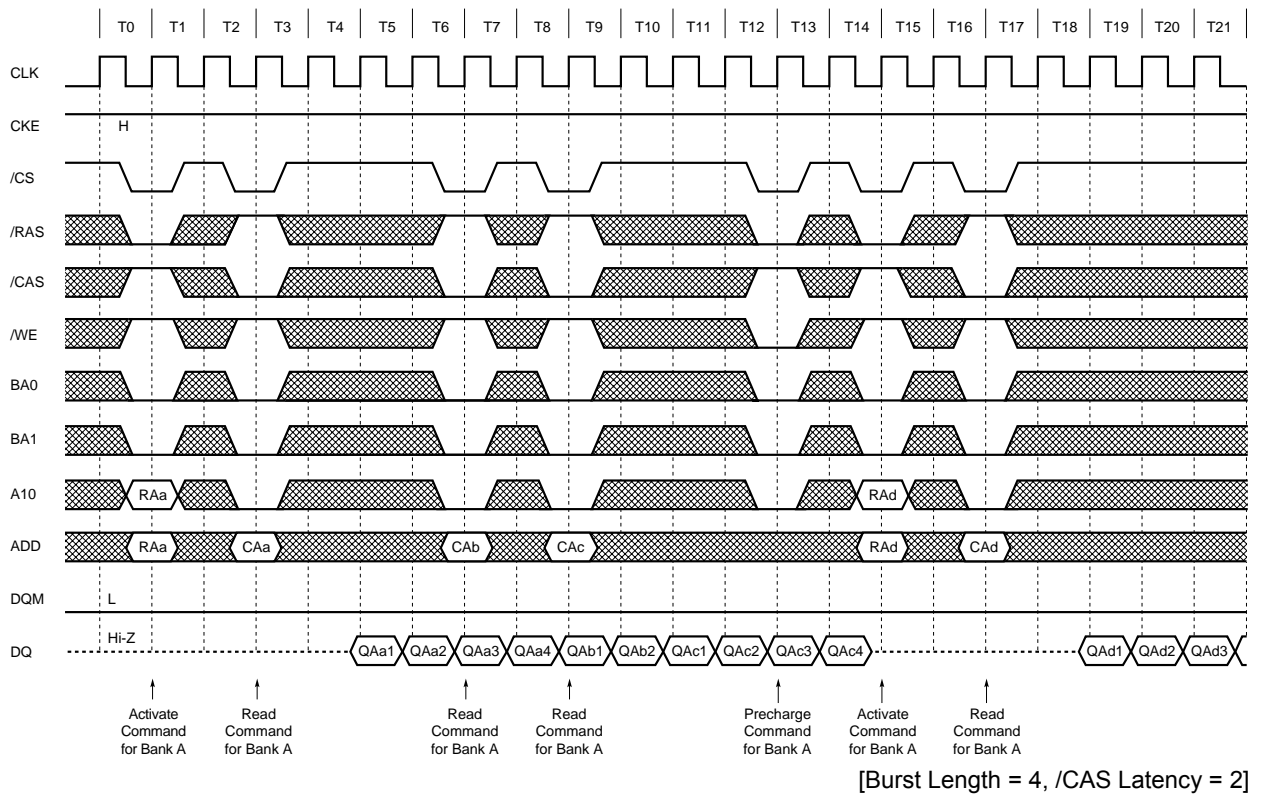 T0 T1 T2 T3 T4 T5 T6 T7 T8 T9 T10 T11 T12 T13 T14 T15 T16 T17 T18 T19 T20 T21
CLK
CKE H
/CS
/RAS
/CAS
/WE
BA0
BA1
A10 RAa RAd
ADD RAa CAa CAb CAc RAd CAd
DQM L
Hi-Z
DQ QAa1 QAa2 QAa3 QAa4 QAb1 QAb2 QAc1 QAc2 QAc3 QAc4 QAd1 QAd2 QAd3
Activate
Command
for Bank A
Read
Command
for Bank A
Read
Command
for Bank A
Read
Command
for Bank A
Precharge
Command
for Bank A
Activate
Command
for Bank A
Read
Command
for Bank A
[Burst Length = 4, /CAS Latency = 2]